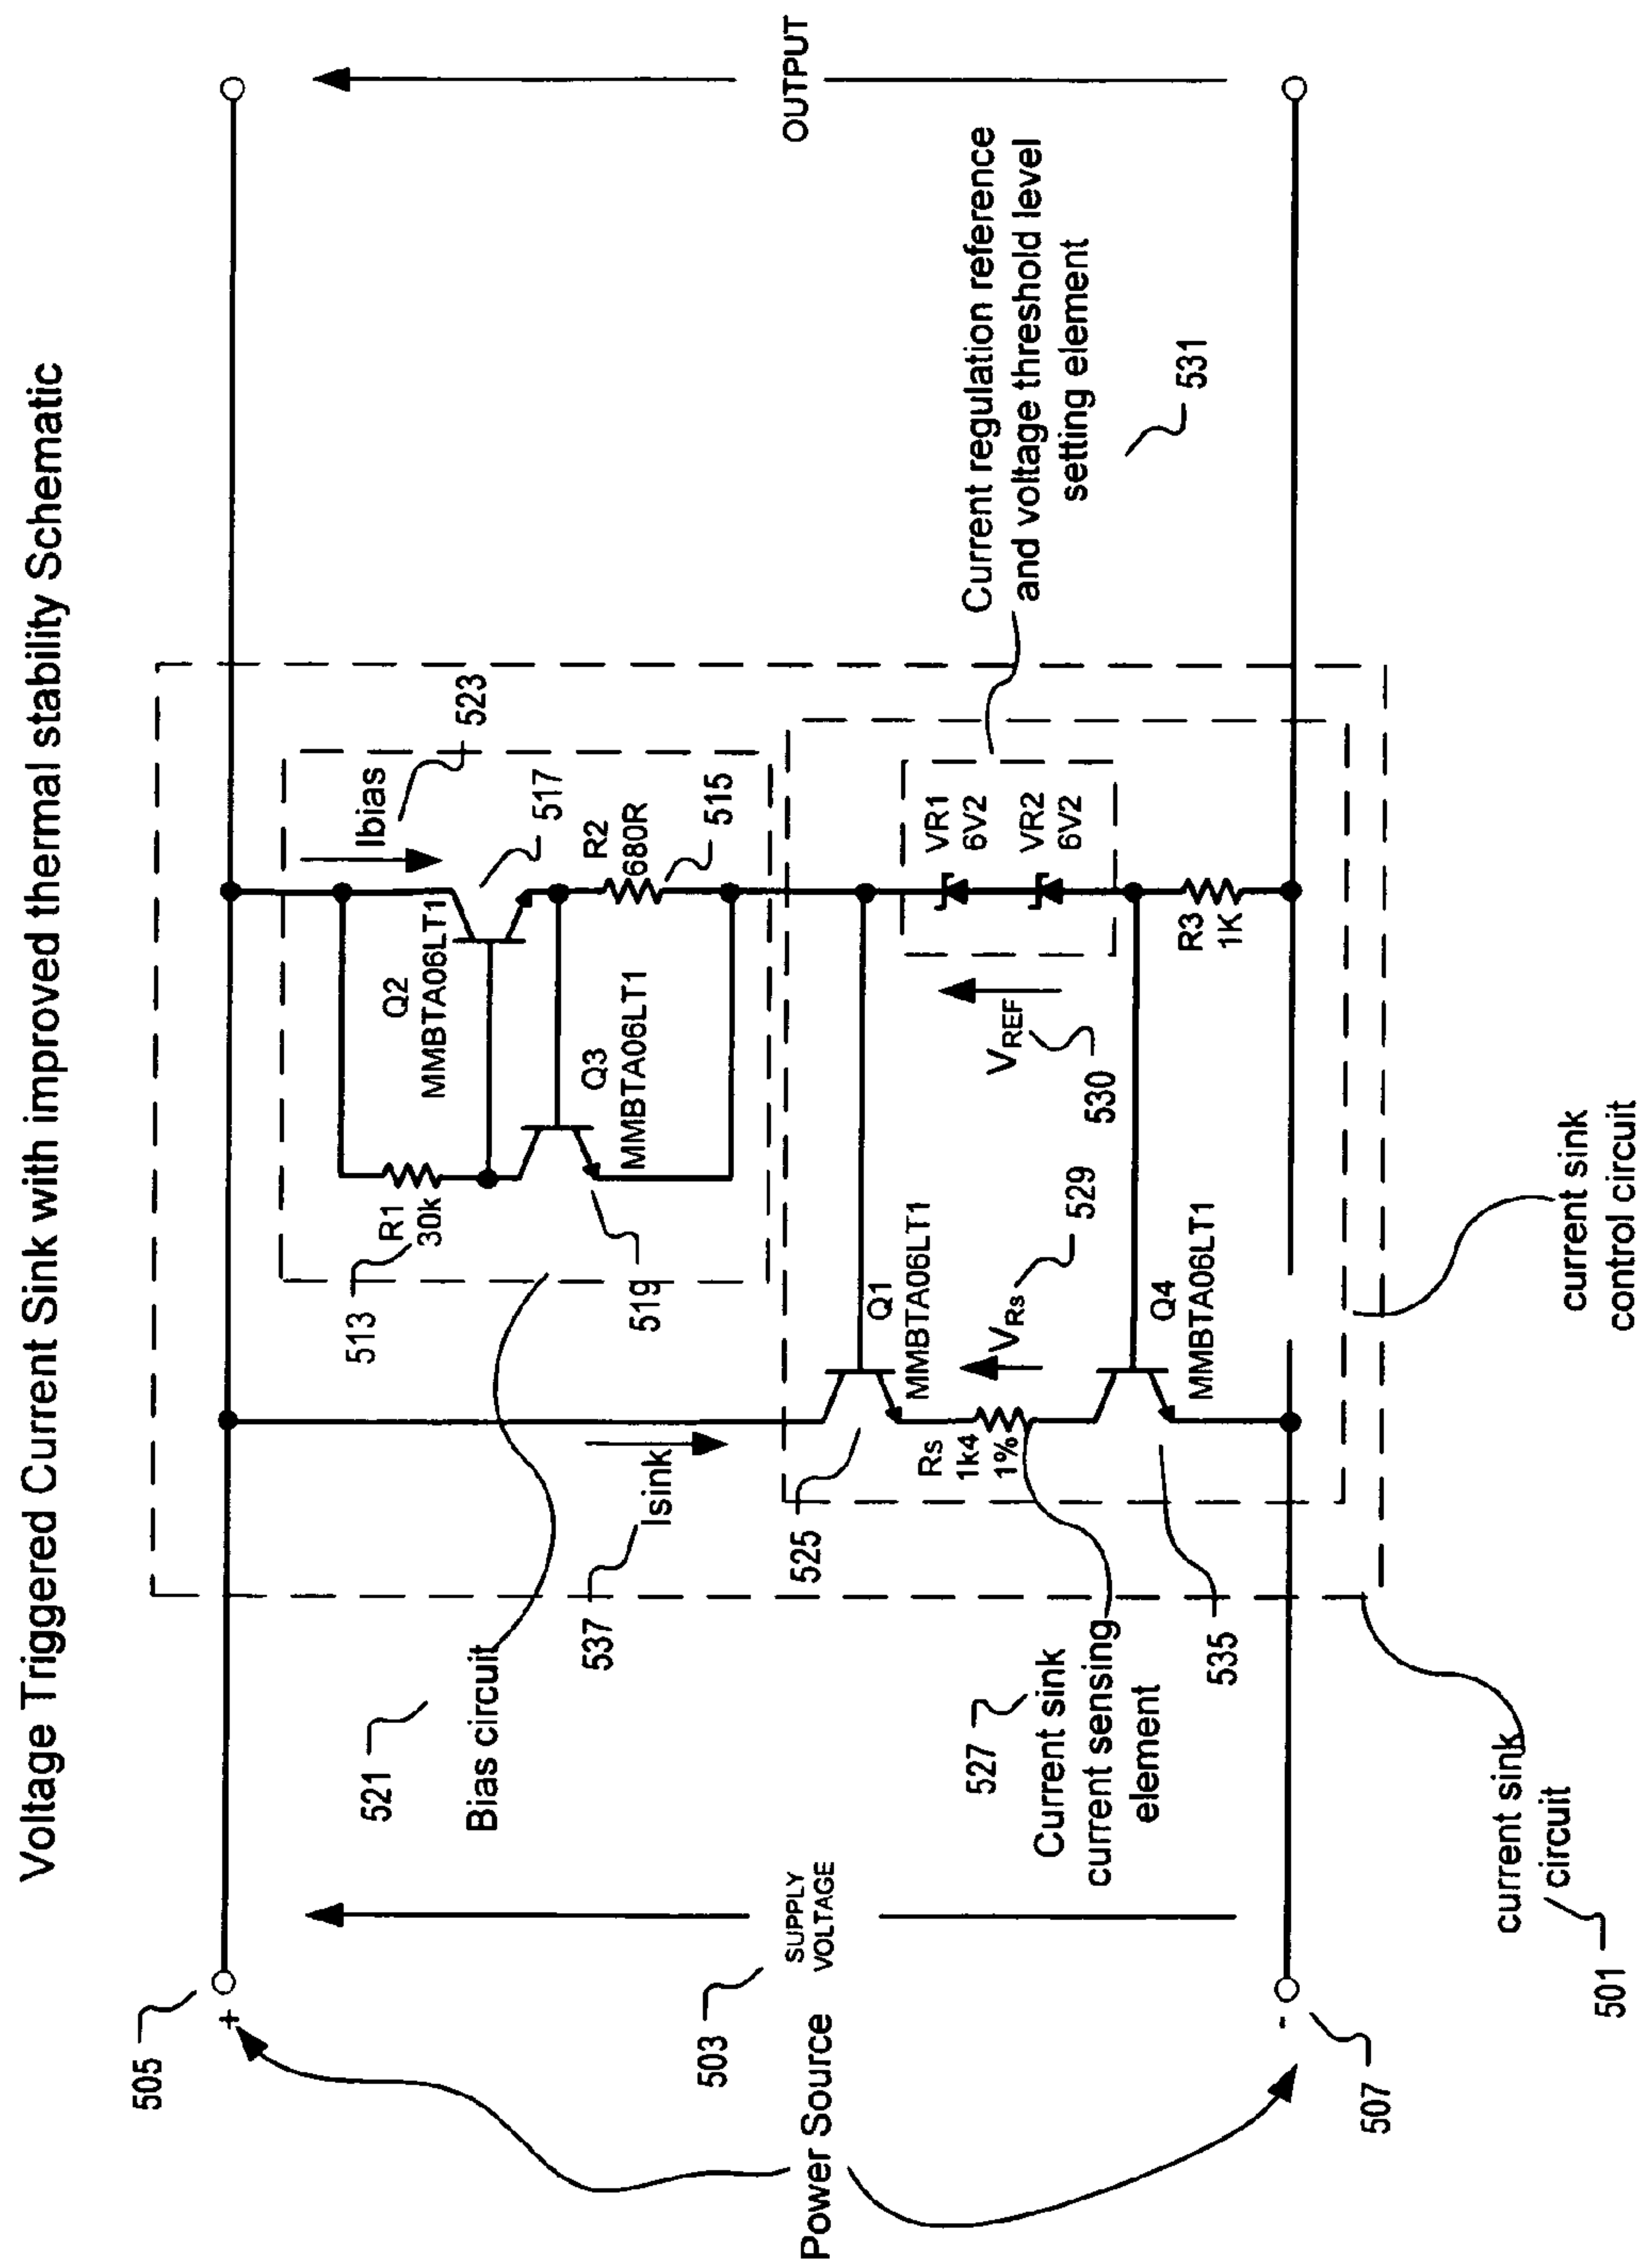 Voltage Triggered Current Sink with improved thermal stability Schematic
505
+
Power Source
503
SUPPLY
VOLTAGE
-
507
501
current sink
circuit
521
Bias circuit
537
Isink
527
Current sink
current sensing
element
535
525
513
R1
30k
519
Q3
MMBTA06LT1
Q2
MMBTA06LT1
Ibias
523
517
R2
680R
515
Q1
MMBTA06LT1
Rs
1k4
1%
VRs
529
Q4
MMBTA06LT1
VREF
530
VR1
6V2
VR2
6V2
R3
1K
current sink
control circuit
Current regulation reference
and voltage threshold level
setting element
531
OUTPUT